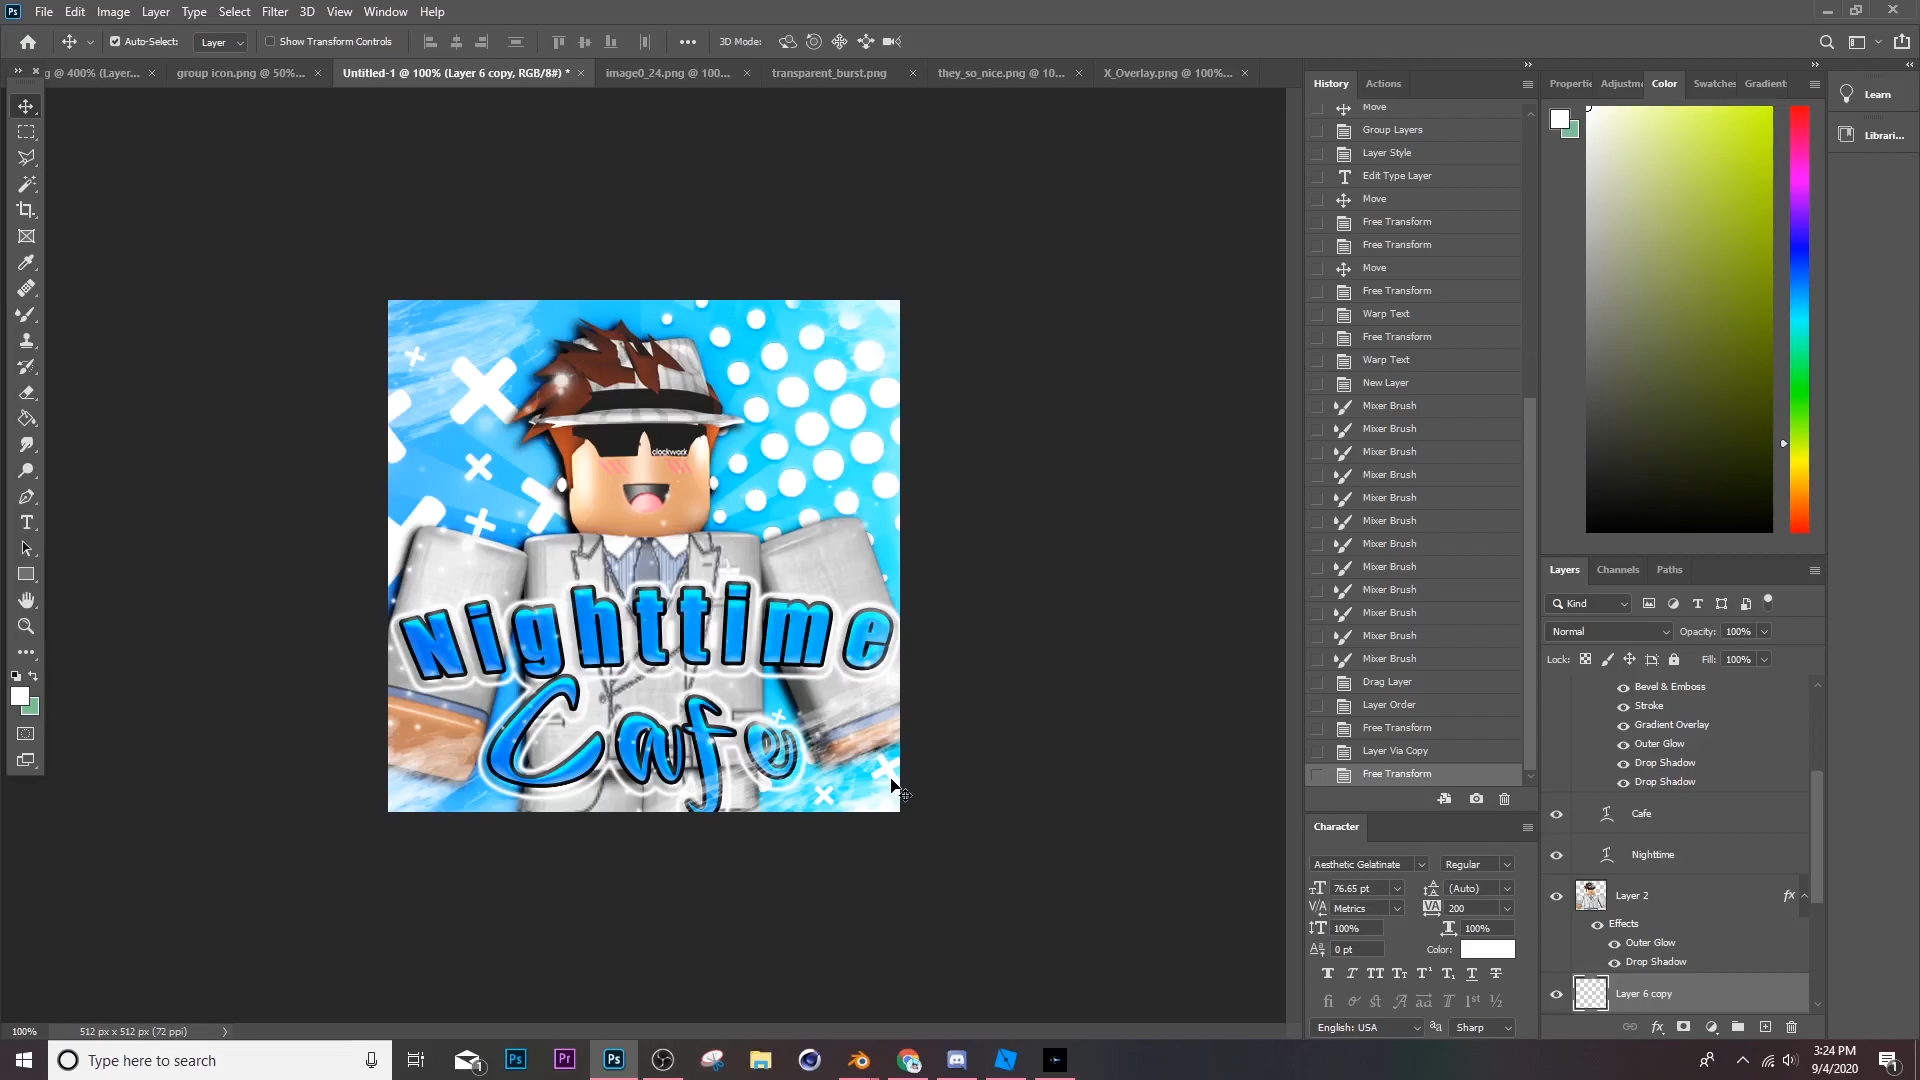 Ps File Edit Image Layer Type Select Filter 3D View Window Help
Auto-Select: Layer Show Transform Controls 3D Mode:
g @ 400% (Layer... group icon.png @ 50%... Untitled-1 @ 100% (Layer 6 copy, RGB/8#) * image0_24.png @ 100... transparent_burst.png they_so_nice.png @ 10... X_Overlay.png @ 100%...
History Actions
Move
Group Layers
Layer Style
Edit Type Layer
Move
Free Transform
Free Transform
Move
Free Transform
Warp Text
Free Transform
Warp Text
New Layer
Mixer Brush
Mixer Brush
Mixer Brush
Mixer Brush
Mixer Brush
Mixer Brush
Mixer Brush
Mixer Brush
Mixer Brush
Mixer Brush
Mixer Brush
Mixer Brush
Drag Layer
Layer Order
Free Transform
Layer Via Copy
Free Transform
Properti Adjustm Color Swatches Gradient
Learn
Librari...
clockwork
Nighttime
Cafe
Character
Aesthetic Gelatinate Regular
76.65 pt (Auto)
Metrics 200
100% 100%
0 pt Color:
English: USA Sharp
Layers Channels Paths
Kind
Normal Opacity: 100%
Lock: Fill: 100%
Bevel & Emboss
Stroke
Gradient Overlay
Outer Glow
Drop Shadow
Drop Shadow
Cafe
Nighttime
Layer 2 fx
Effects
Outer Glow
Drop Shadow
Layer 6 copy
100% 512 px x 512 px (72 ppi)
Type here to search
1 Ps Pr Ps
3:24 PM
9/4/2020
1